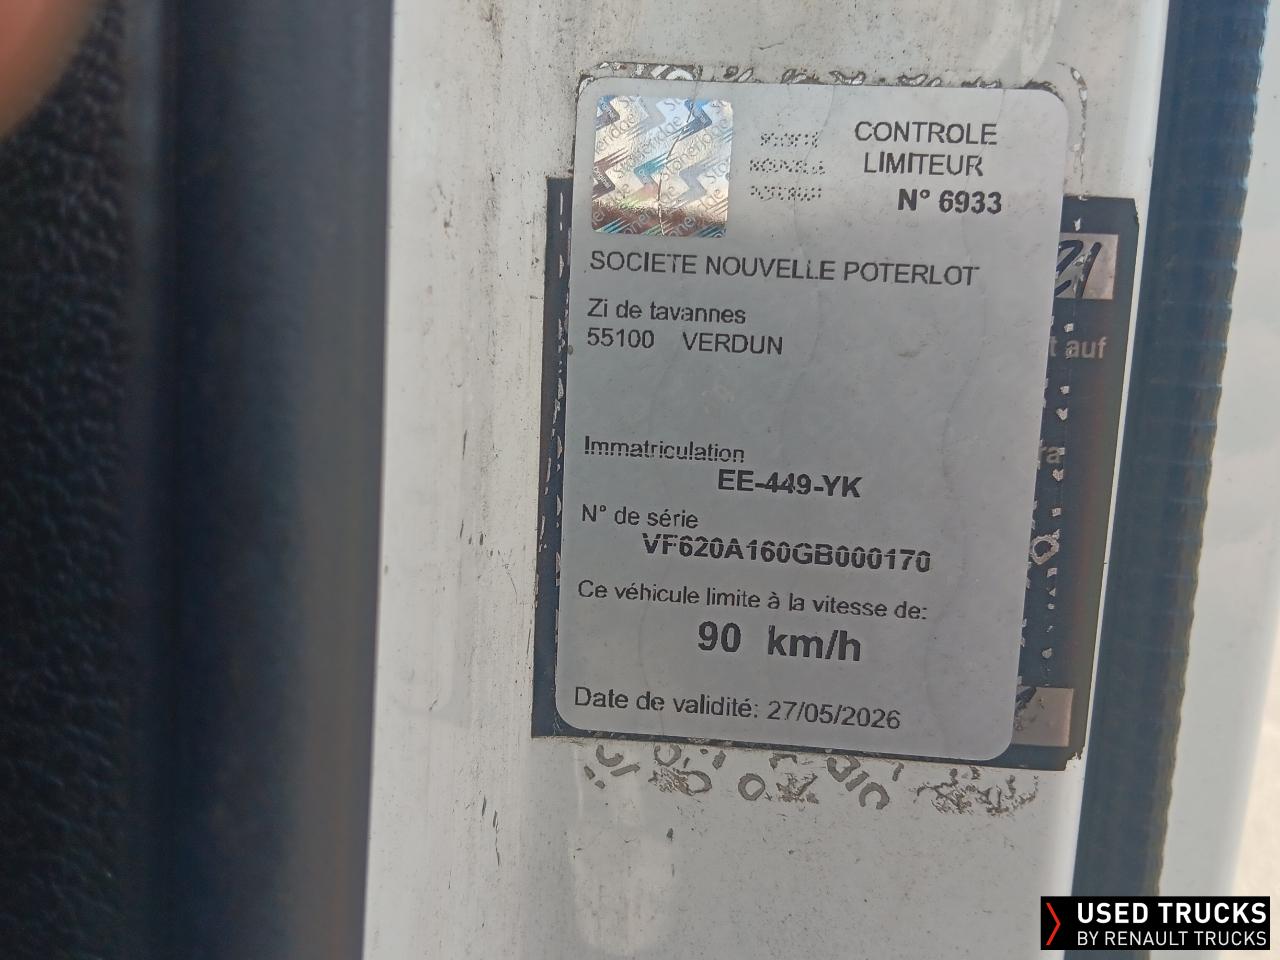 CONTROLE
LIMITEUR
N° 6933
SOCIETE NOUVELLE POTERLOT
Zi de tavannes
55100 VERDUN
Immatriculation
EE-449-YK
N° de série
VF620A160GB000170
Ce véhicule limite à la vitesse de:
90 km/h
Date de validité: 27/05/2026
auf
USED TRUCKS
BY RENAULT TRUCKS